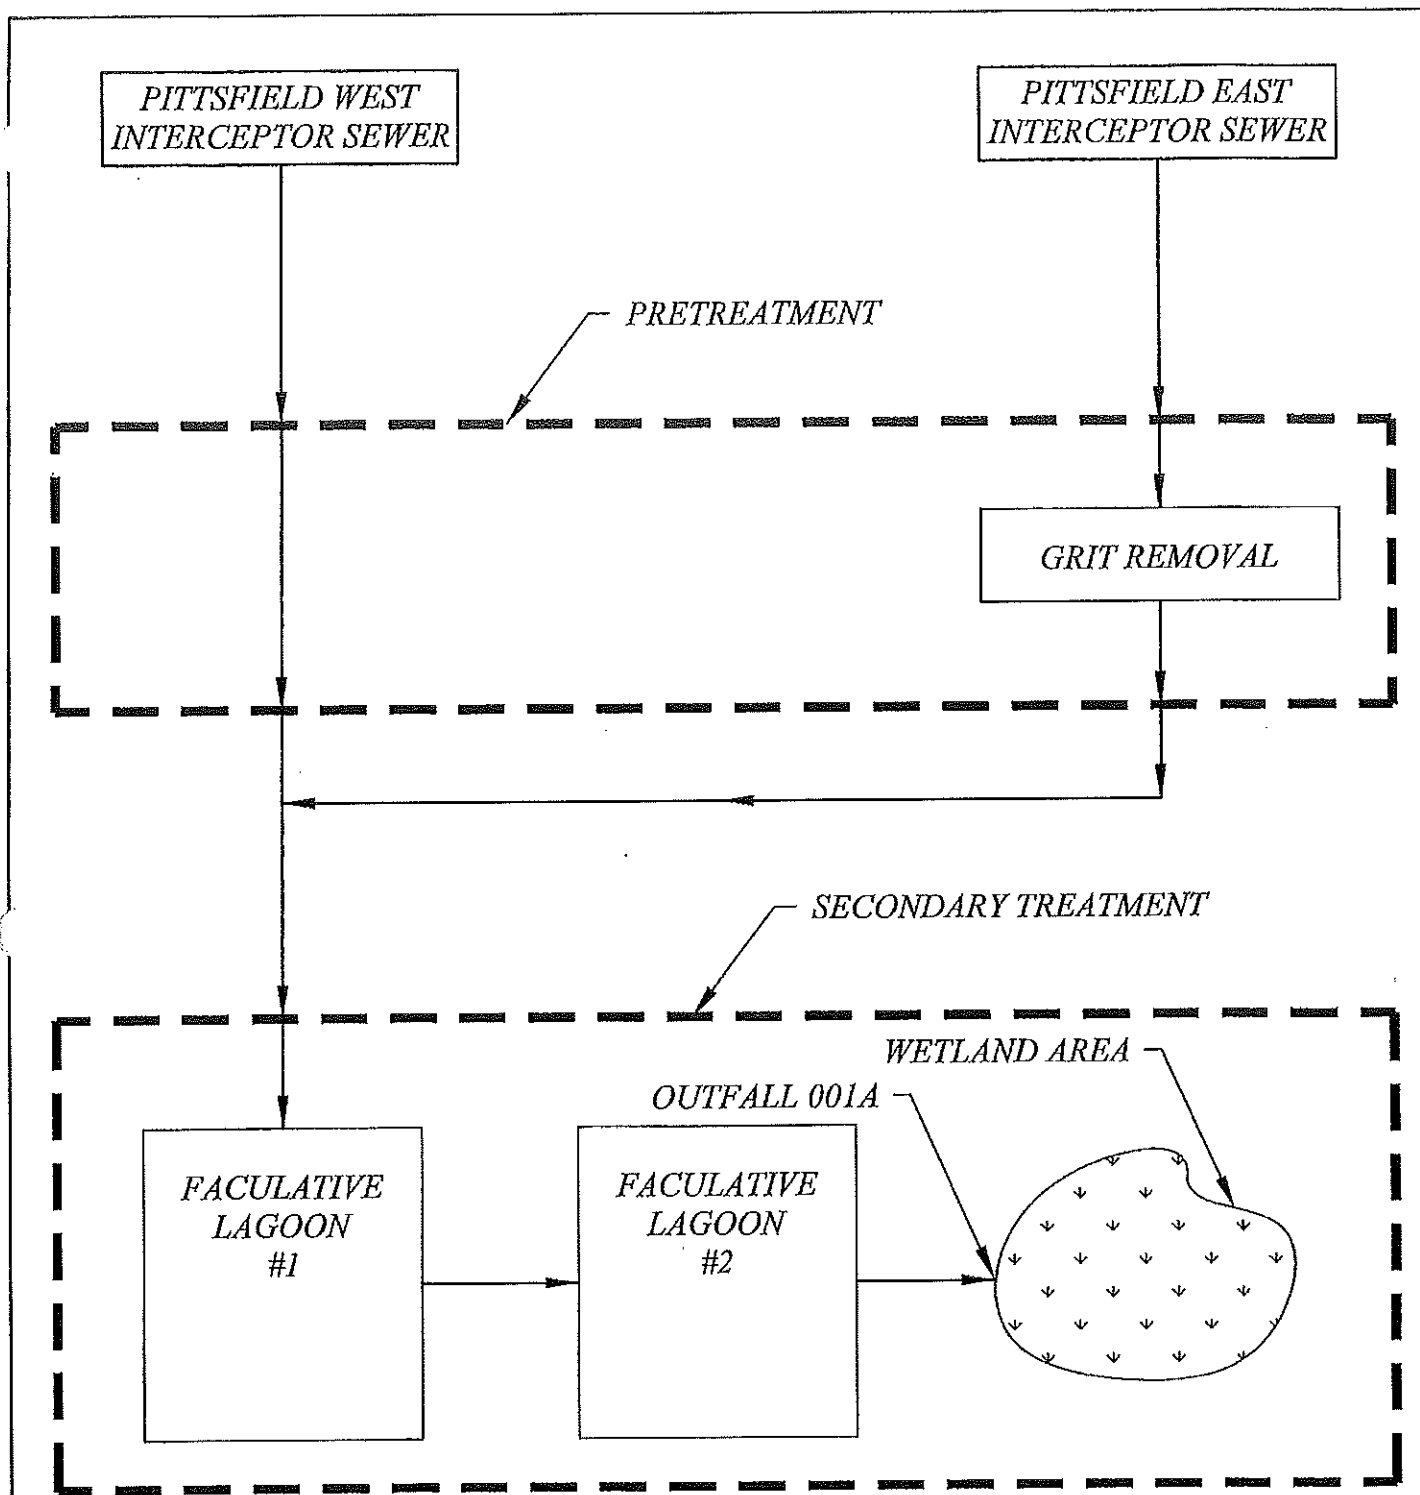 PITTSFIELD WEST
INTERCEPTOR SEWER
PITTSFIELD EAST
INTERCEPTOR SEWER
PRETREATMENT
GRIT REMOVAL
SECONDARY TREATMENT
WETLAND AREA
OUTFALL 001A
FACULATIVE
LAGOON
#1
FACULATIVE
LAGOON
#2